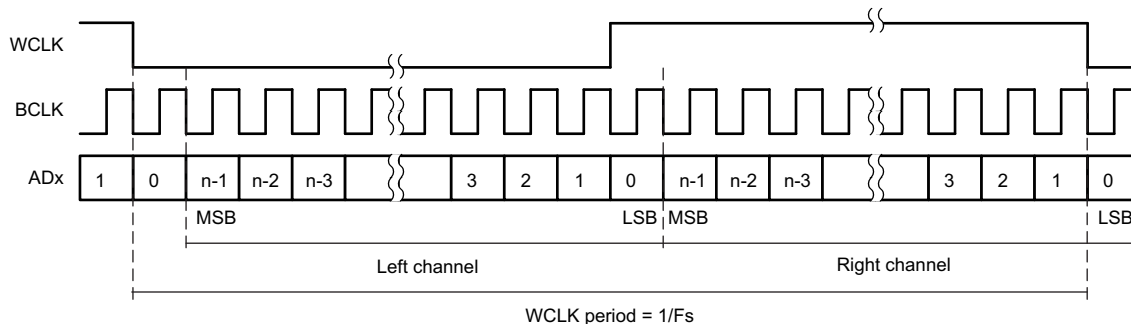 WCLK
BCLK
ADx 1 0 n-1 n-2 n-3 3 2 1 0 n-1 n-2 n-3 3 2 1 0
MSB LSB MSB LSB
Left channel Right channel
WCLK period = 1/Fs